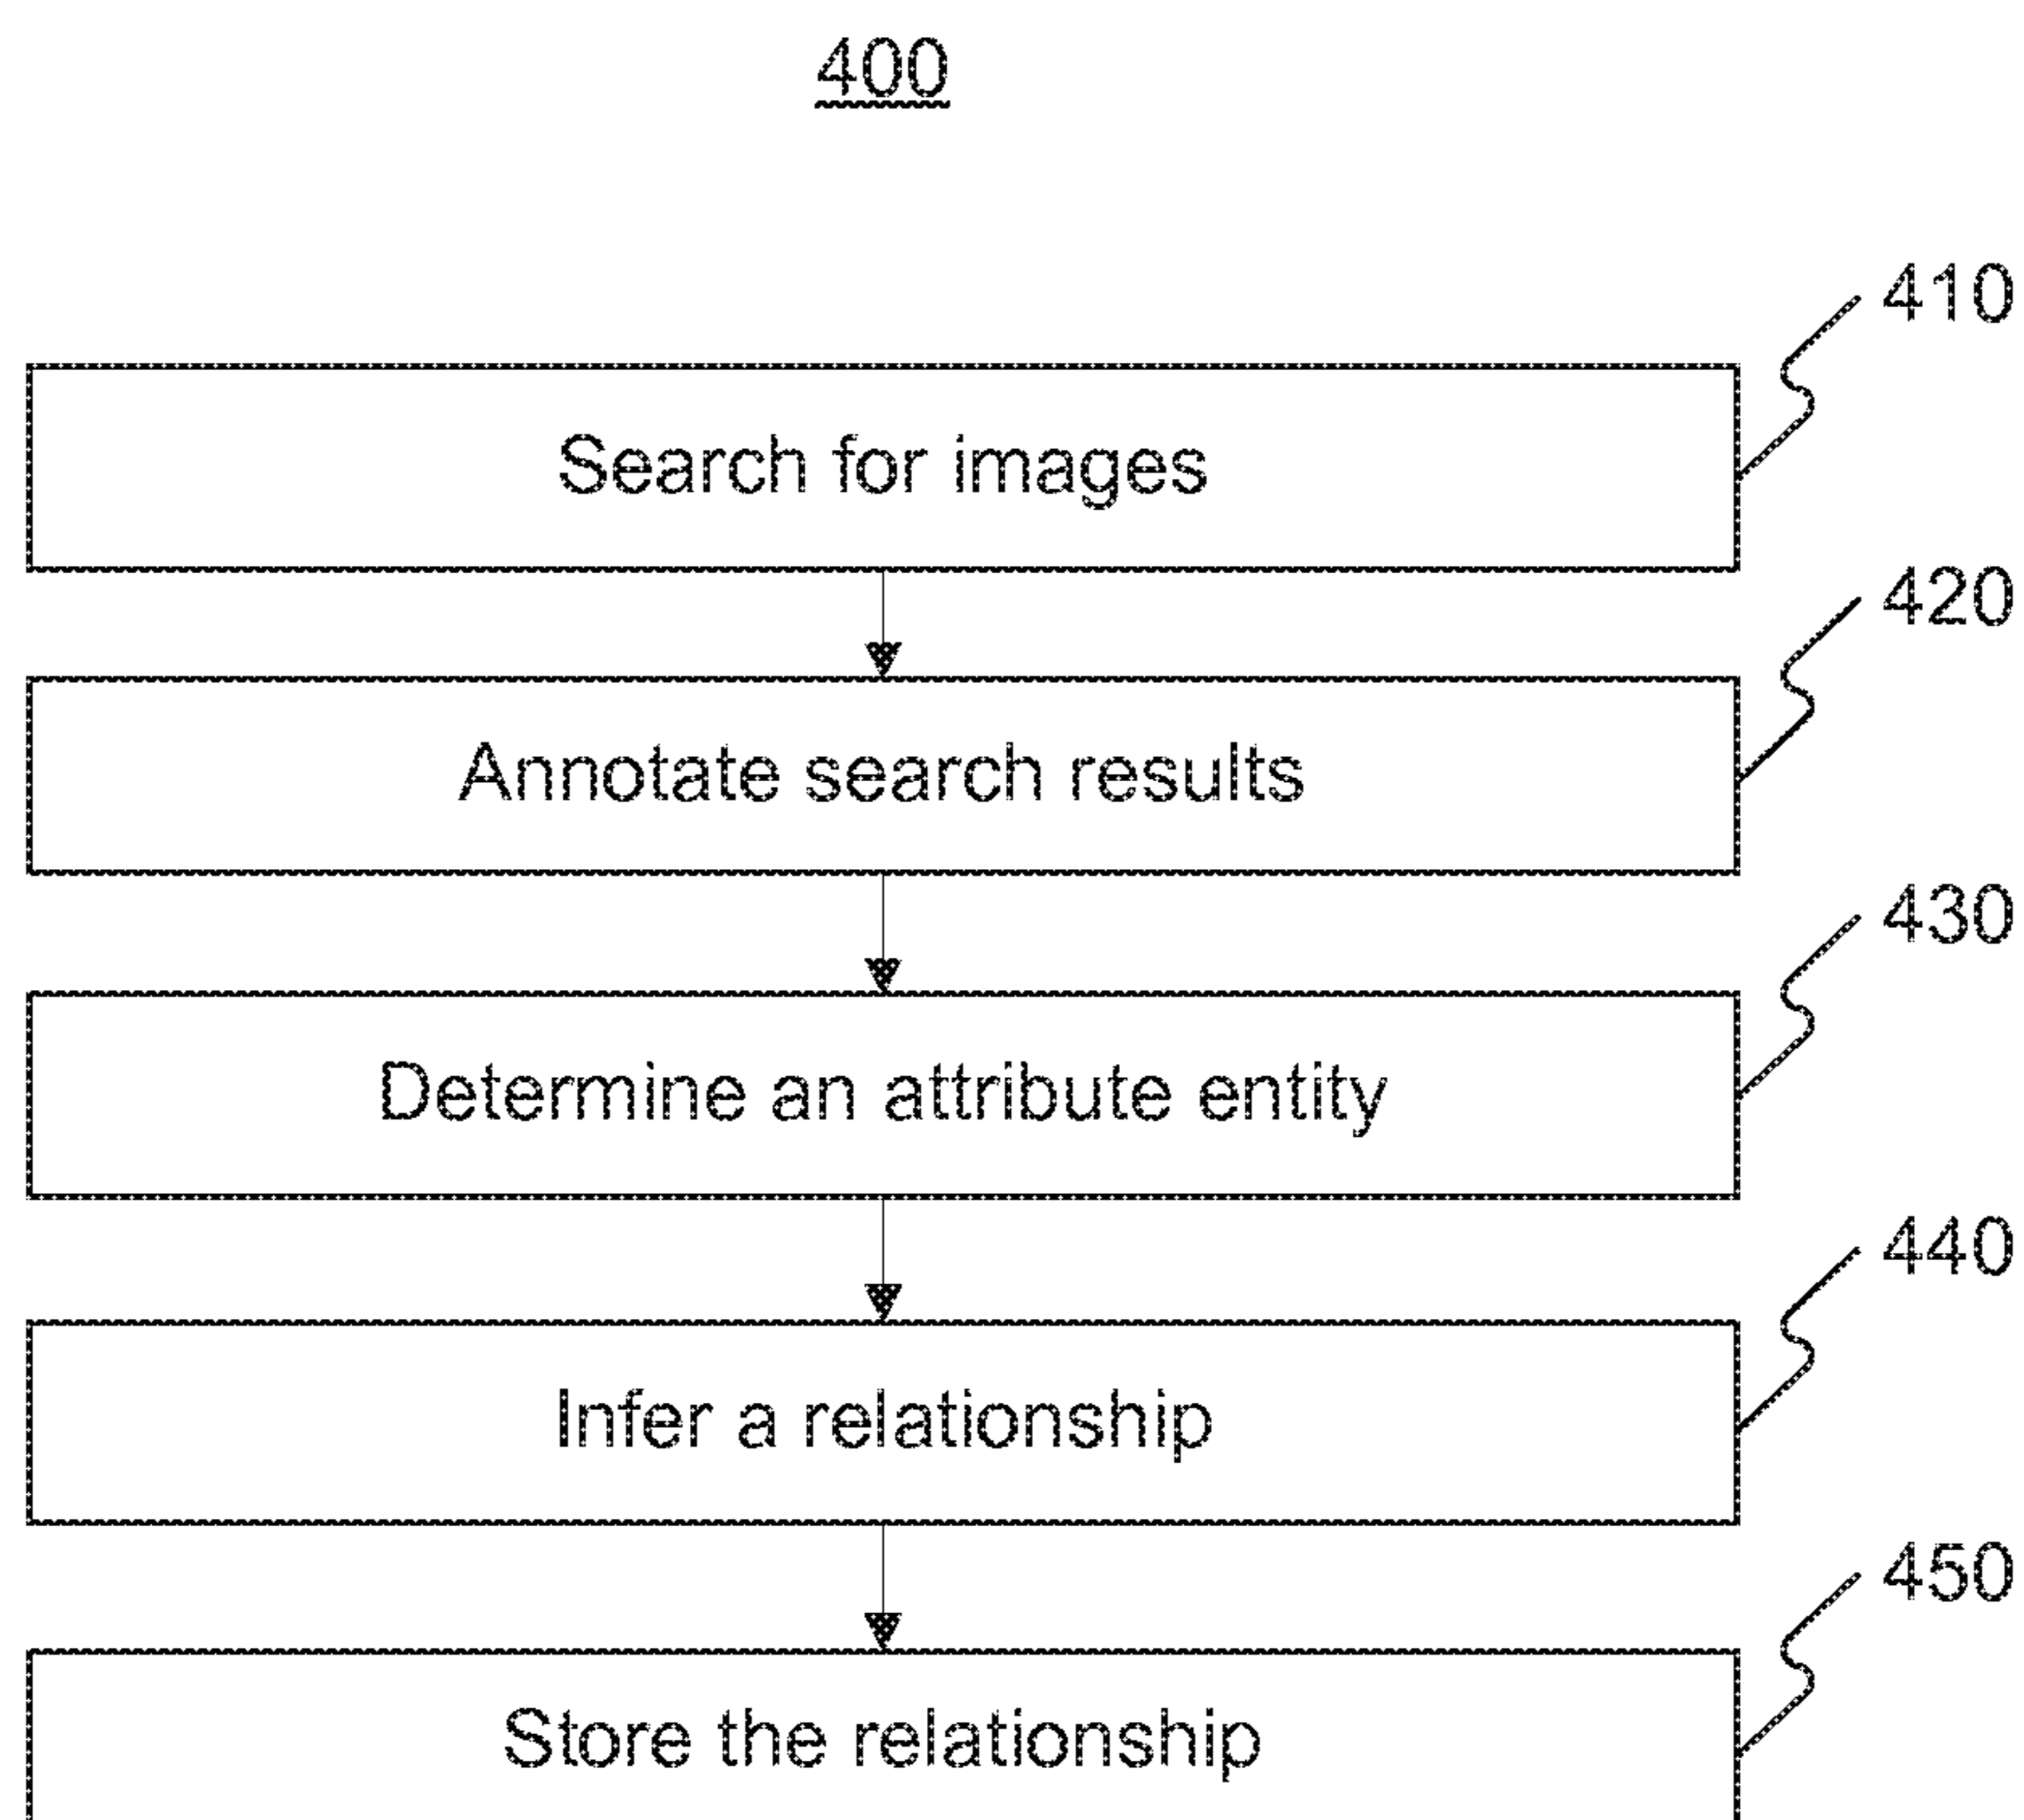 400
410
Search for images
420
Annotate search results
430
Determine an attribute entity
440
Infer a relationship
450
Store the relationship